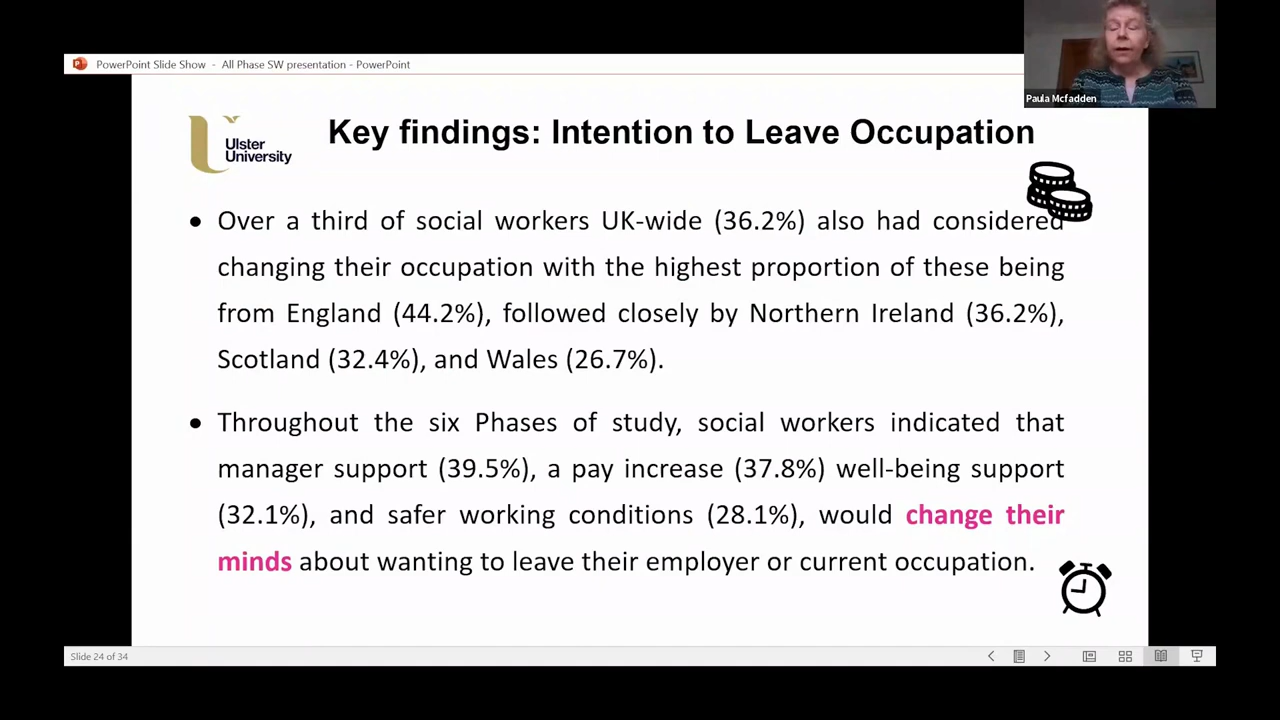 PowerPoint Slide Show - All Phase SW presentation - PowerPoint
Paula Mcfadden
Ulster
University
Key findings: Intention to Leave Occupation
• Over a third of social workers UK-wide (36.2%) also had considered
changing their occupation with the highest proportion of these being
from England (44.2%), followed closely by Northern Ireland (36.2%),
Scotland (32.4%), and Wales (26.7%).
• Throughout the six Phases of study, social workers indicated that
manager support (39.5%), a pay increase (37.8%) well-being support
(32.1%), and safer working conditions (28.1%), would change their
minds about wanting to leave their employer or current occupation.
Slide 24 of 34